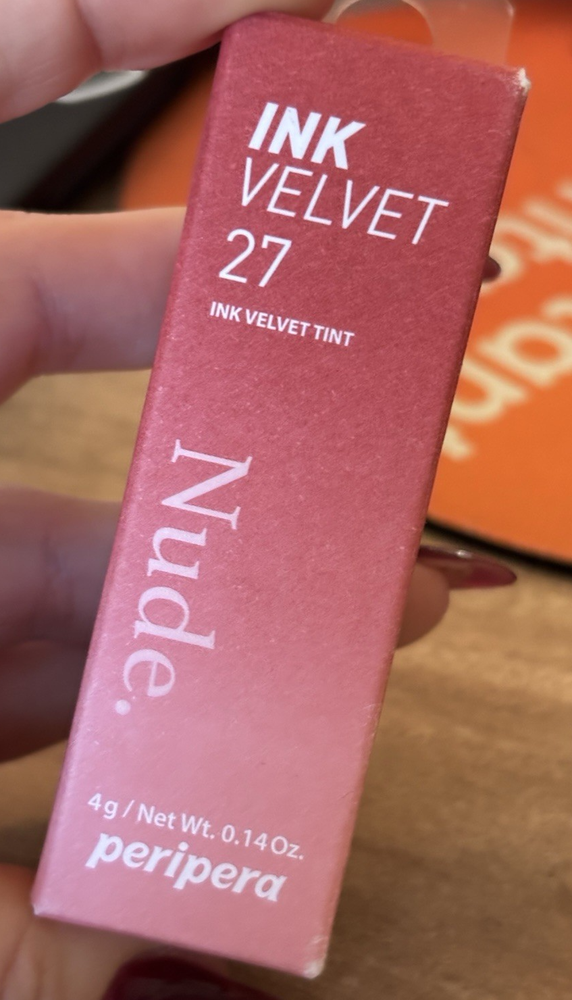 INK
VELVET
27
INK VELVET TINT
Nude.
4g / Net Wt. 0.14Oz.
peripera